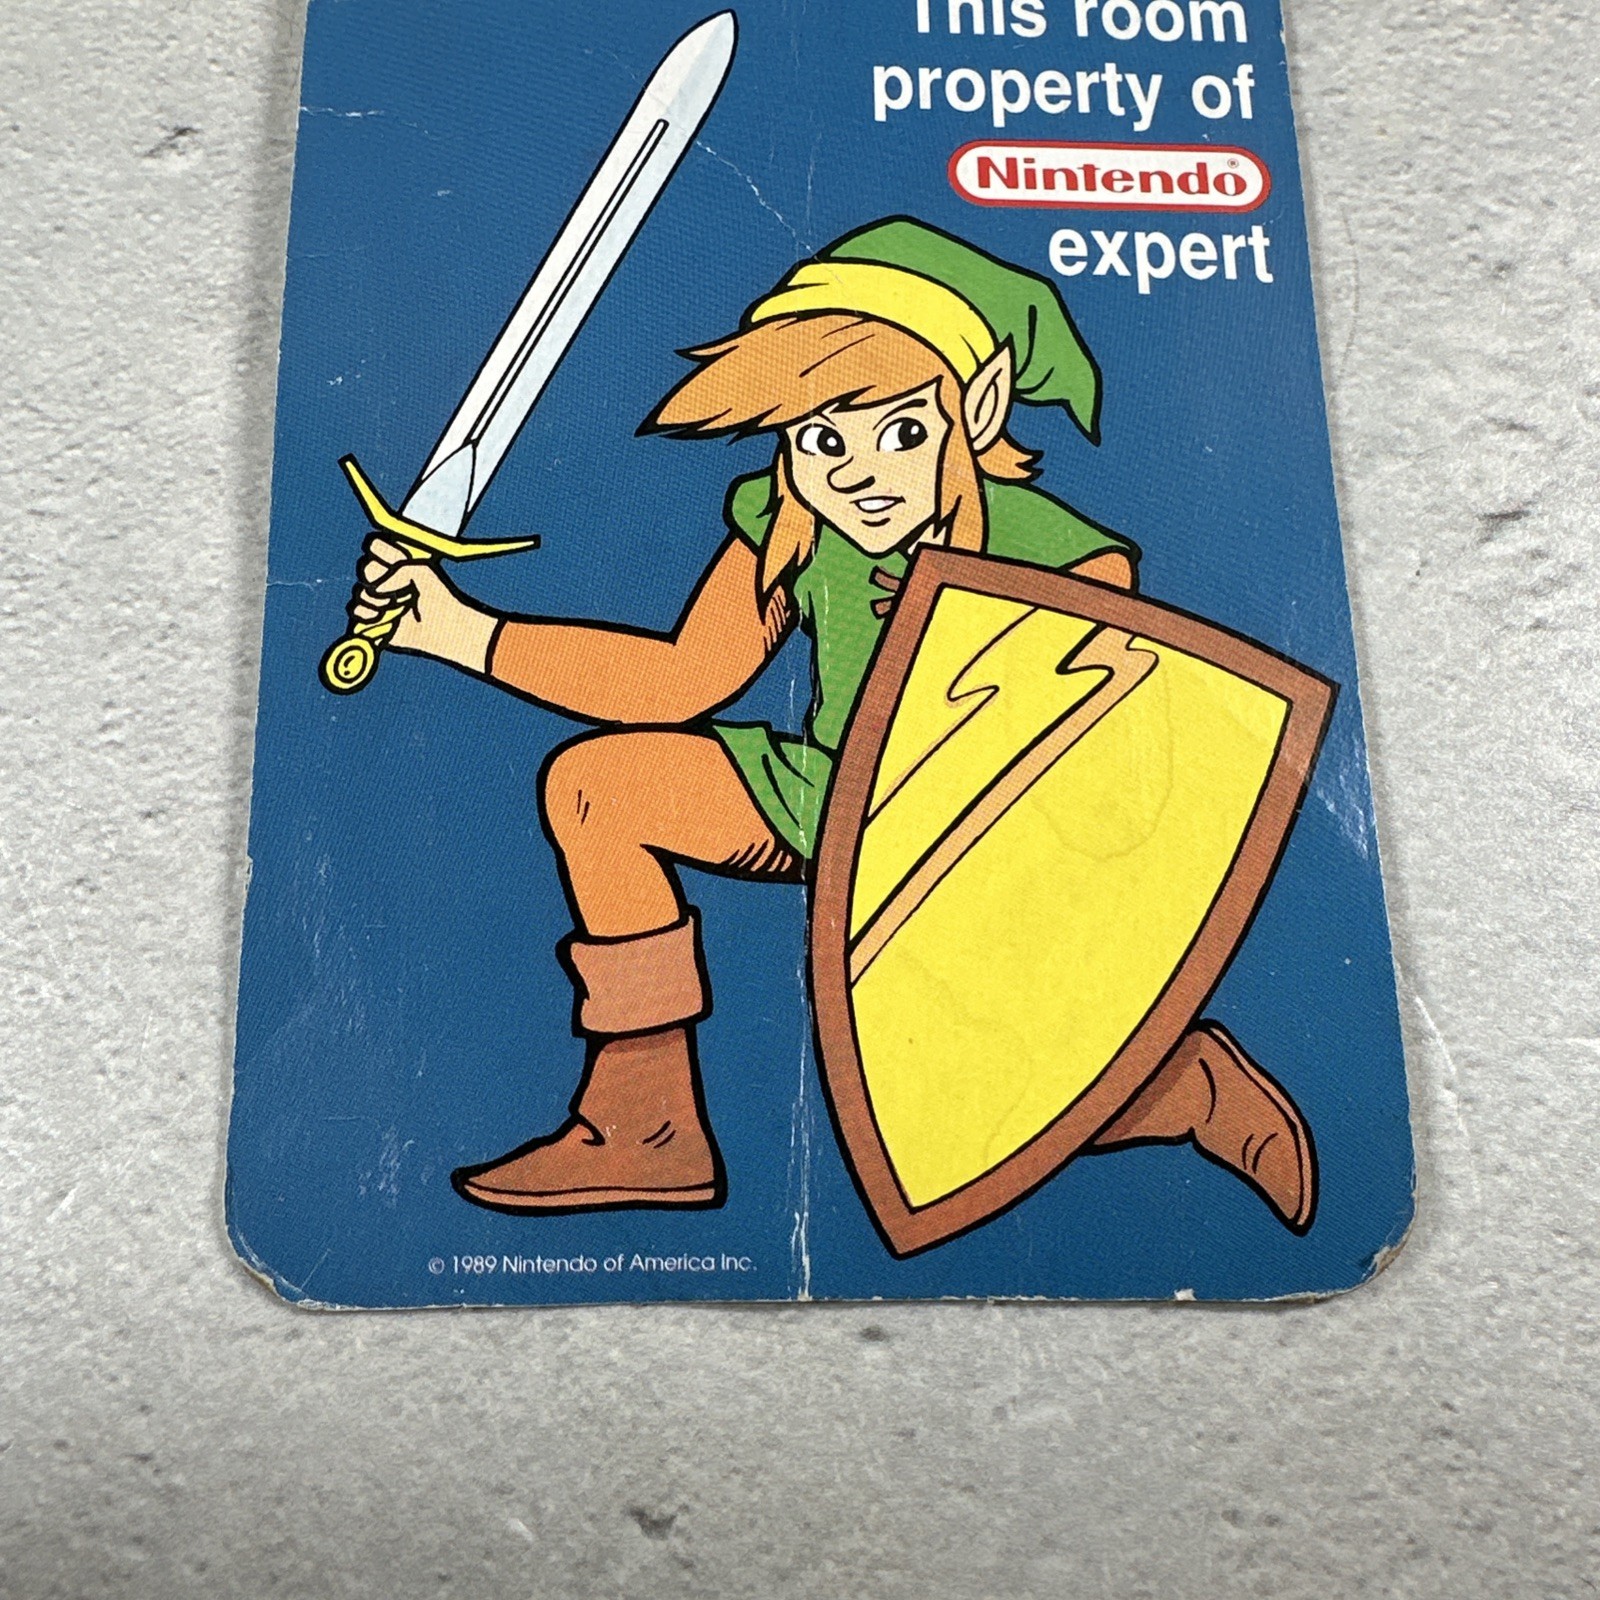 This room
property of
Nintendo®
expert
© 1989 Nintendo of America Inc.